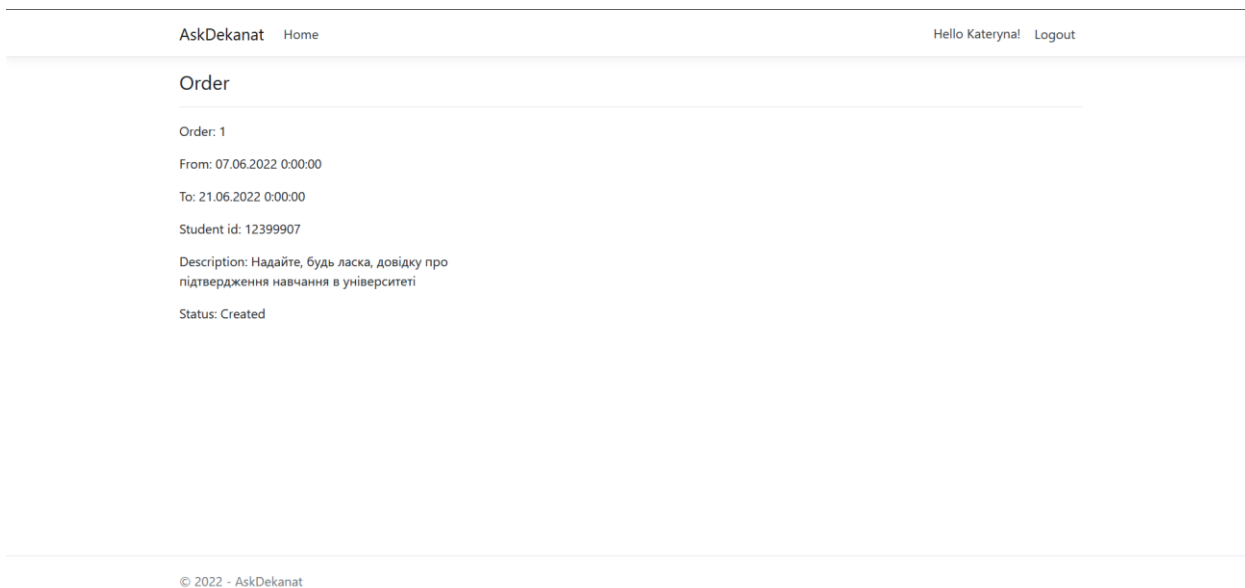 AskDekanat Home Hello Kateryna! Logout
Order
Order: 1
From: 07.06.2022 0:00:00
To: 21.06.2022 0:00:00
Student id: 12399907
Description: Надайте, будь ласка, довідку про
підтвердження навчання в університеті
Status: Created
© 2022 - AskDekanat